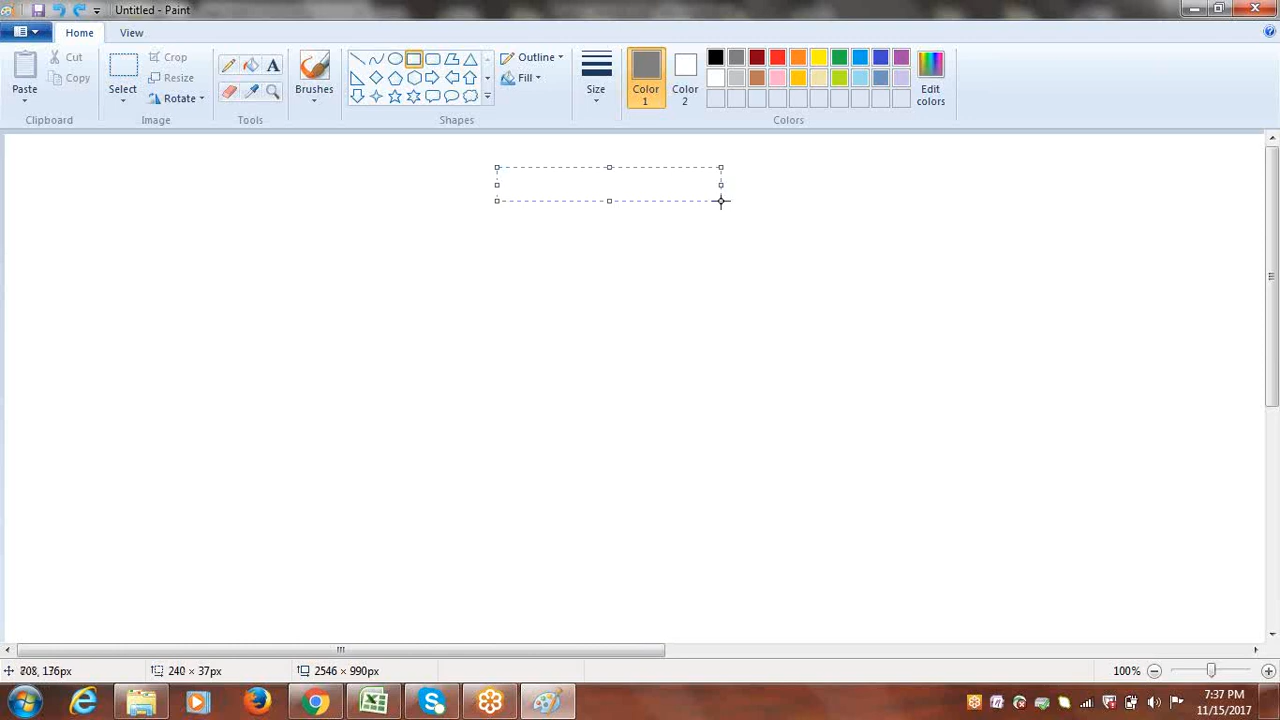 Untitled - Paint
Home
View
Paste
Cut
Copy
Clipboard
Select
Crop
Resize
Rotate
Image
A
Tools
Brushes
Outline
Fill
Shapes
Size
Color 1
Color 2
Edit colors
Colors
808, 176px
240 × 37px
2546 × 990px
100%
7:37 PM
11/15/2017